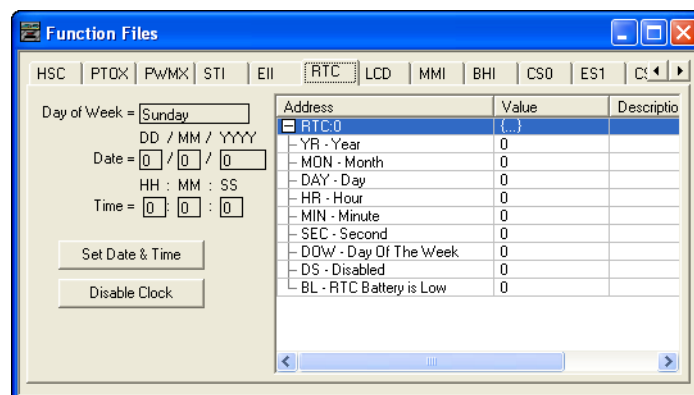 Function Files
HSC PTOX PWMX STI EII RTC LCD MMI BHI CS0 ES1
Day of Week = Sunday
DD / MM / YYYY
Date = 0 / 0 / 0
HH : MM : SS
Time = 0 : 0 : 0
Set Date & Time
Disable Clock
Address Value Descriptio
RTC:0 {...}
YR - Year 0
MON - Month 0
DAY - Day 0
HR - Hour 0
MIN - Minute 0
SEC - Second 0
DOW - Day Of The Week 0
DS - Disabled 0
BL - RTC Battery is Low 0